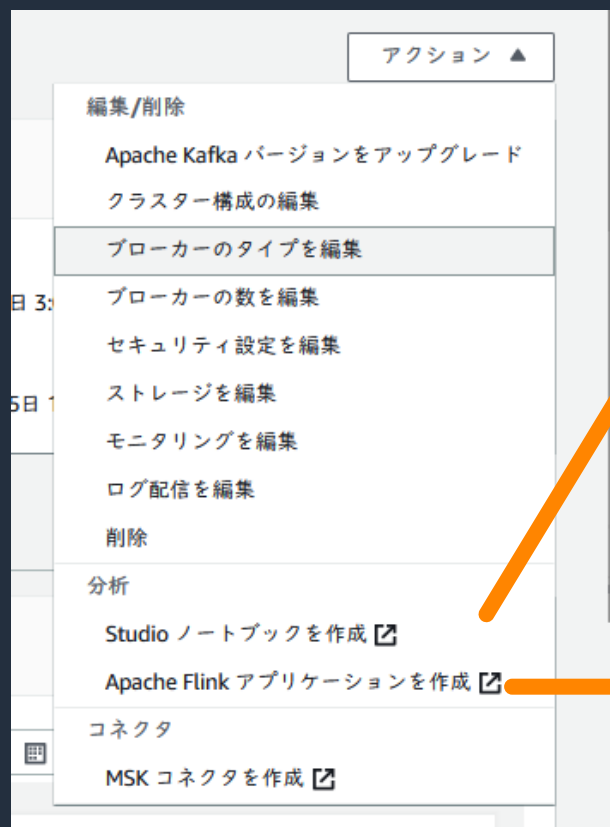 アクション ▲
編集/削除
Apache Kafka バージョンをアップグレード
クラスター構成の編集
ブローカーのタイプを編集
日 3:
ブローカーの数を編集
セキュリティ設定を編集
5日 1
ストレージを編集
モニタリングを編集
ログ配信を編集
削除
分析
Studio ノートブックを作成
Apache Flink アプリケーションを作成
コネクタ
MSK コネクタを作成